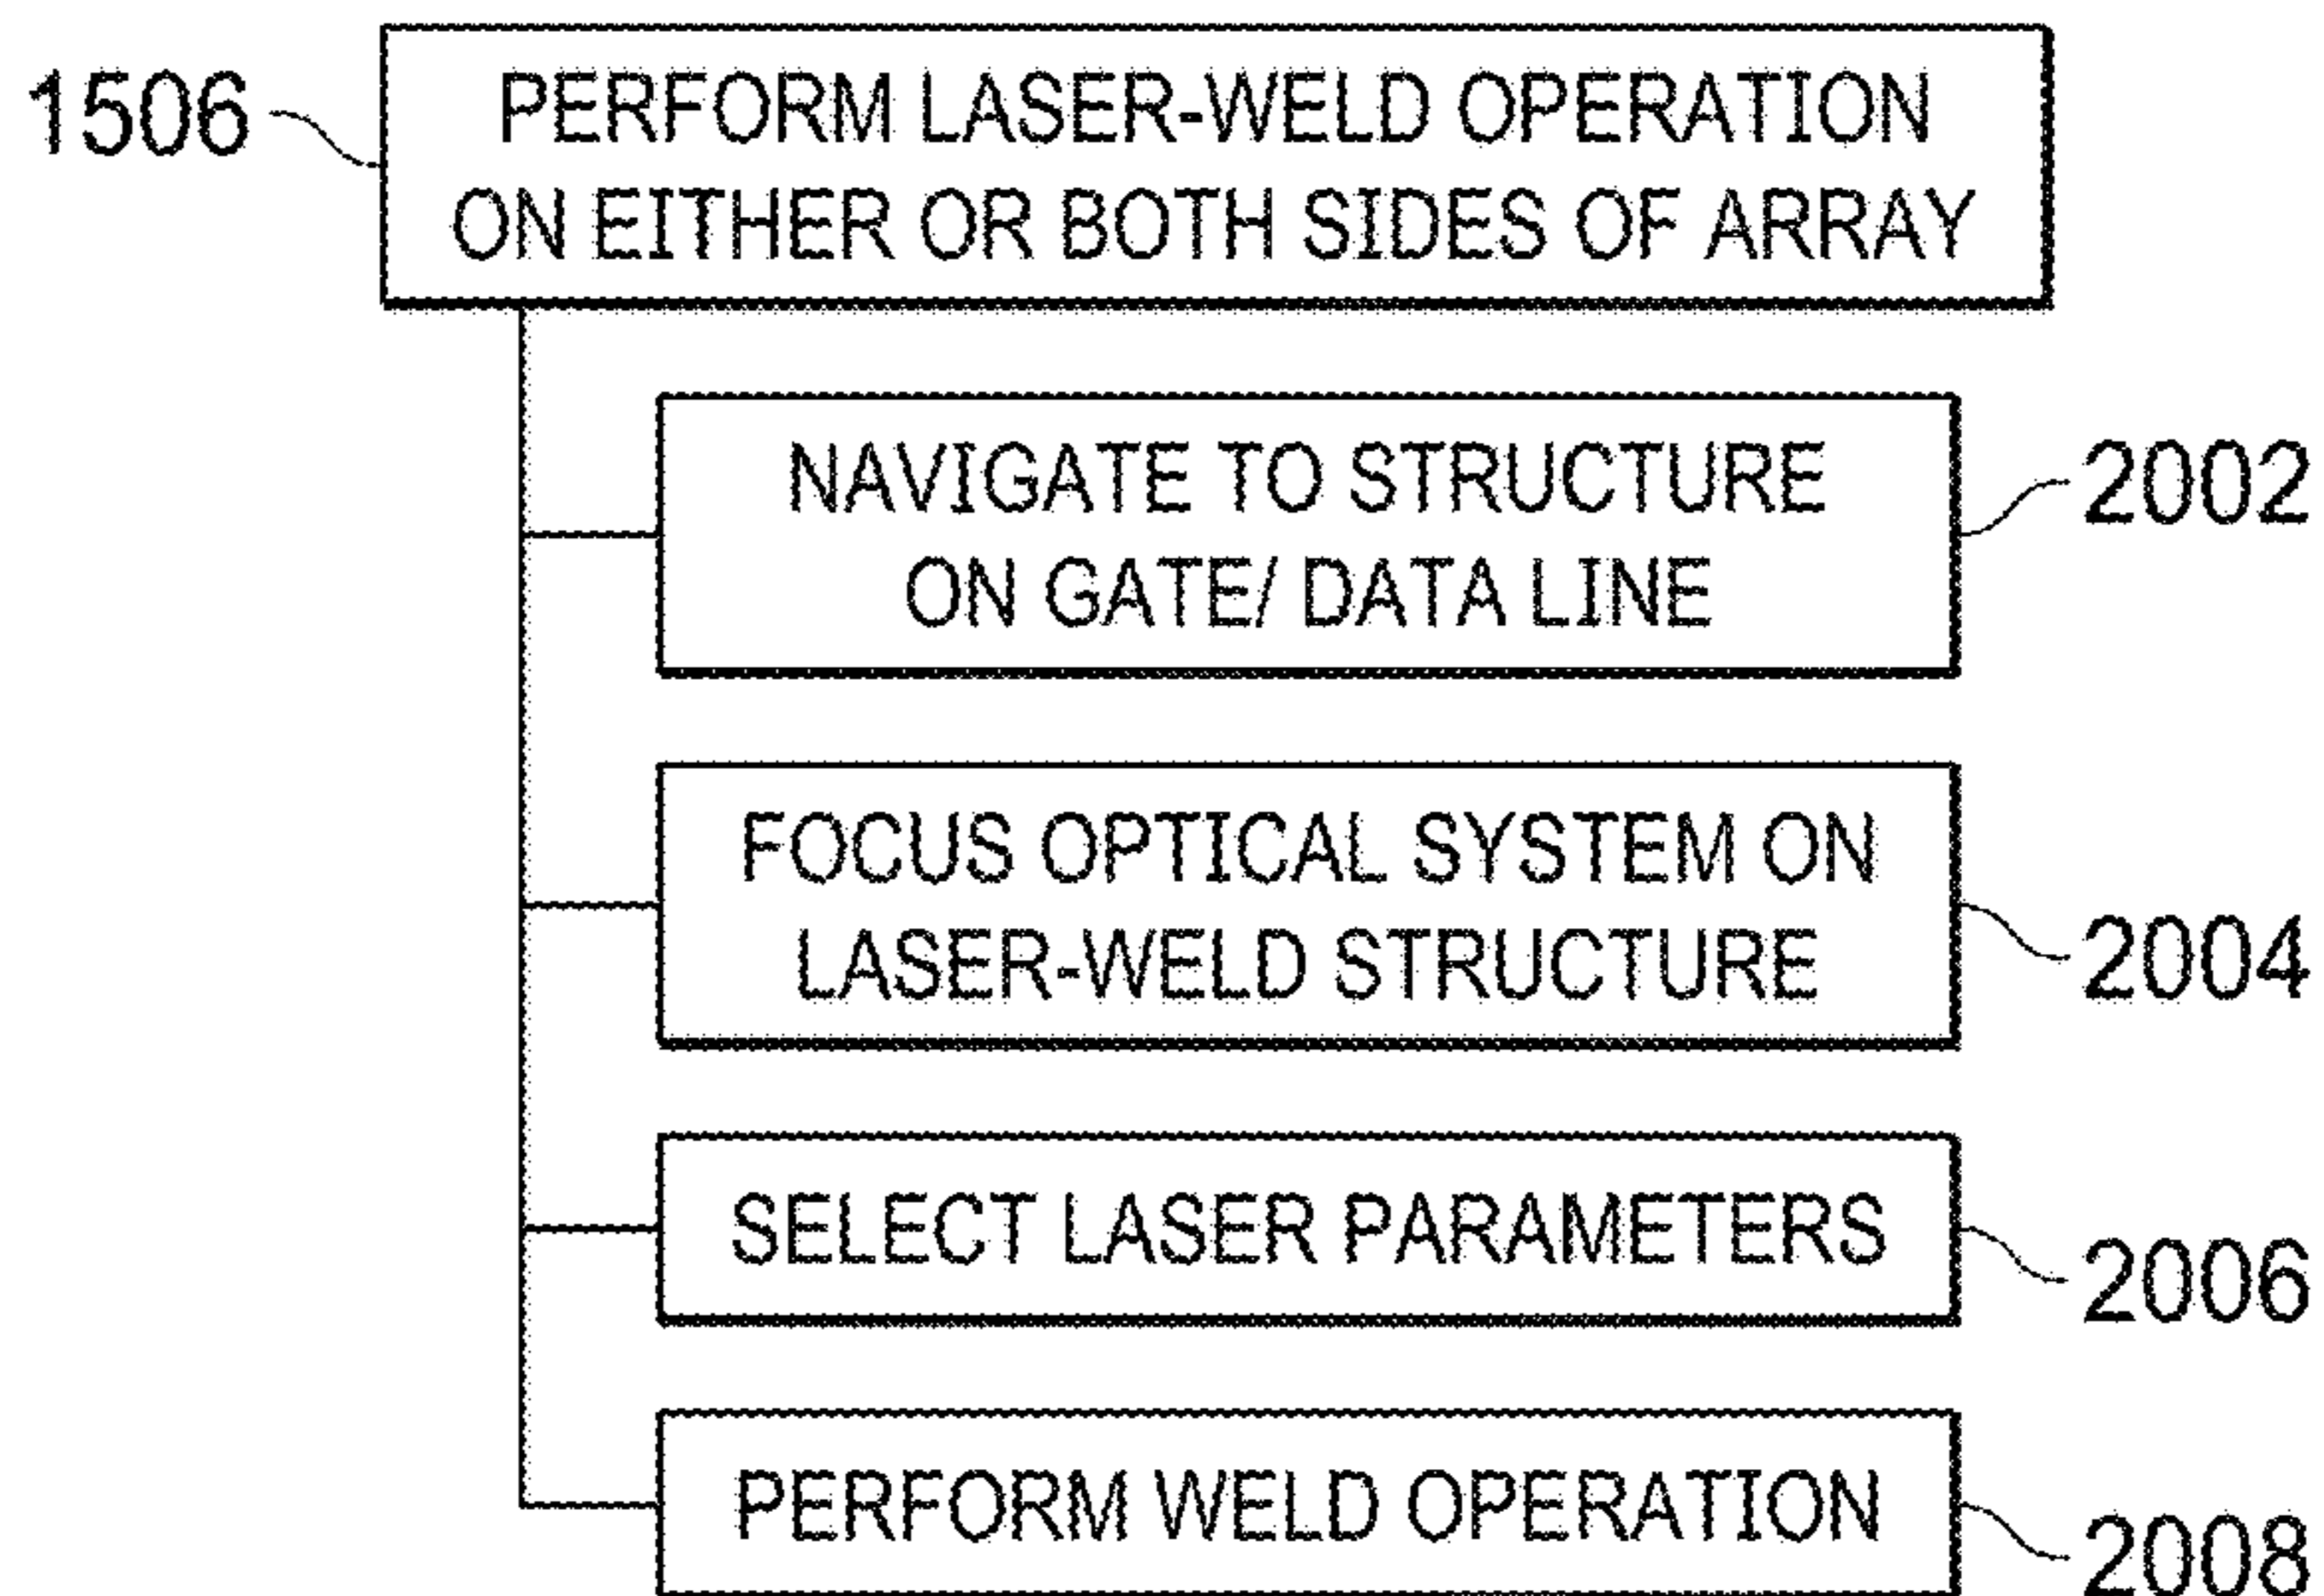 1506
PERFORM LASER-WELD OPERATION
ON EITHER OR BOTH SIDES OF ARRAY
NAVIGATE TO STRUCTURE
ON GATE/ DATA LINE
2002
FOCUS OPTICAL SYSTEM ON
LASER-WELD STRUCTURE
2004
SELECT LASER PARAMETERS
2006
PERFORM WELD OPERATION
2008